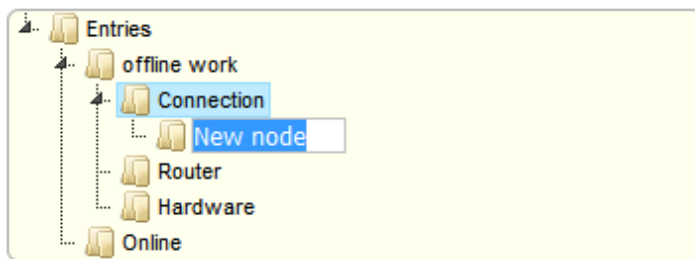 Entries
offline work
Connection
New node
Router
Hardware
Online